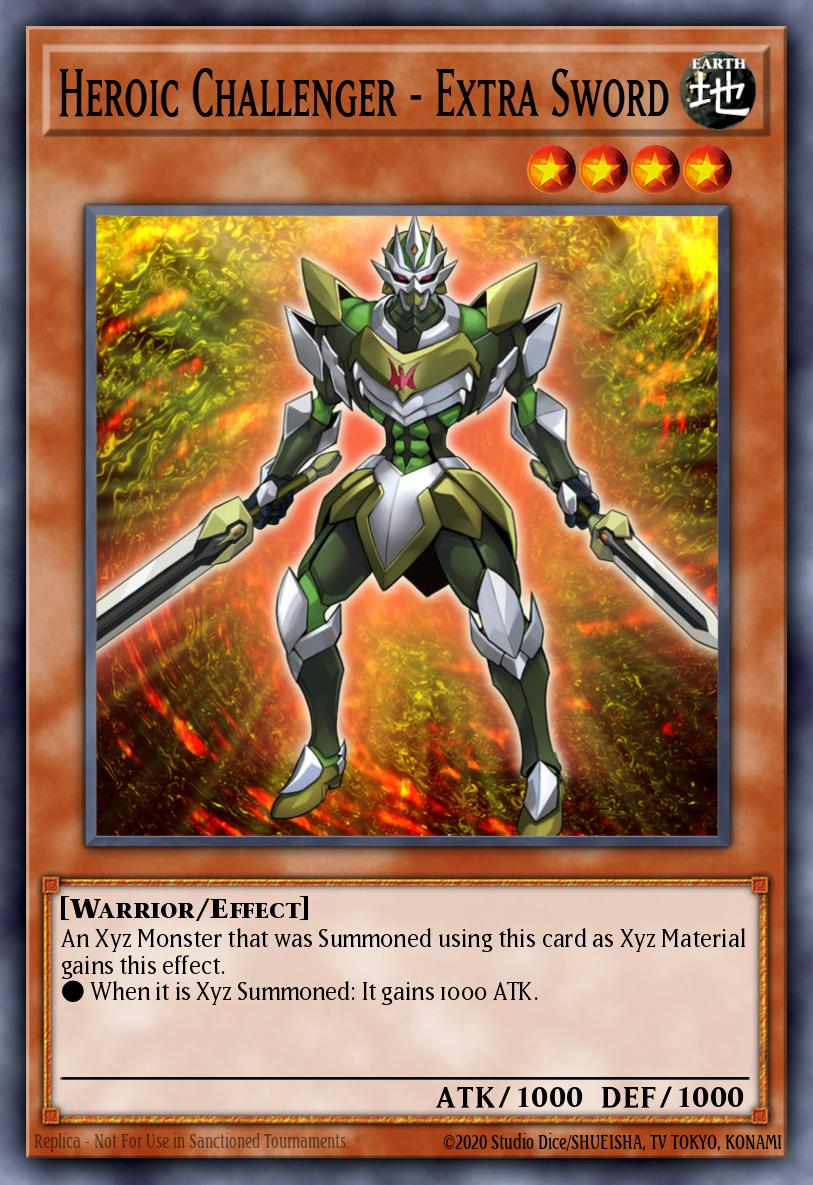 Heroic Challenger - Extra Sword
EARTH
地
[Warrior/Effect]
An Xyz Monster that was Summoned using this card as Xyz Material
gains this effect.
● When it is Xyz Summoned: It gains 1000 ATK.
ATK/1000 DEF/1000
Replica - Not For Use in Sanctioned Tournaments.
©2020 Studio Dice/SHUEISHA, TV TOKYO, KONAMI